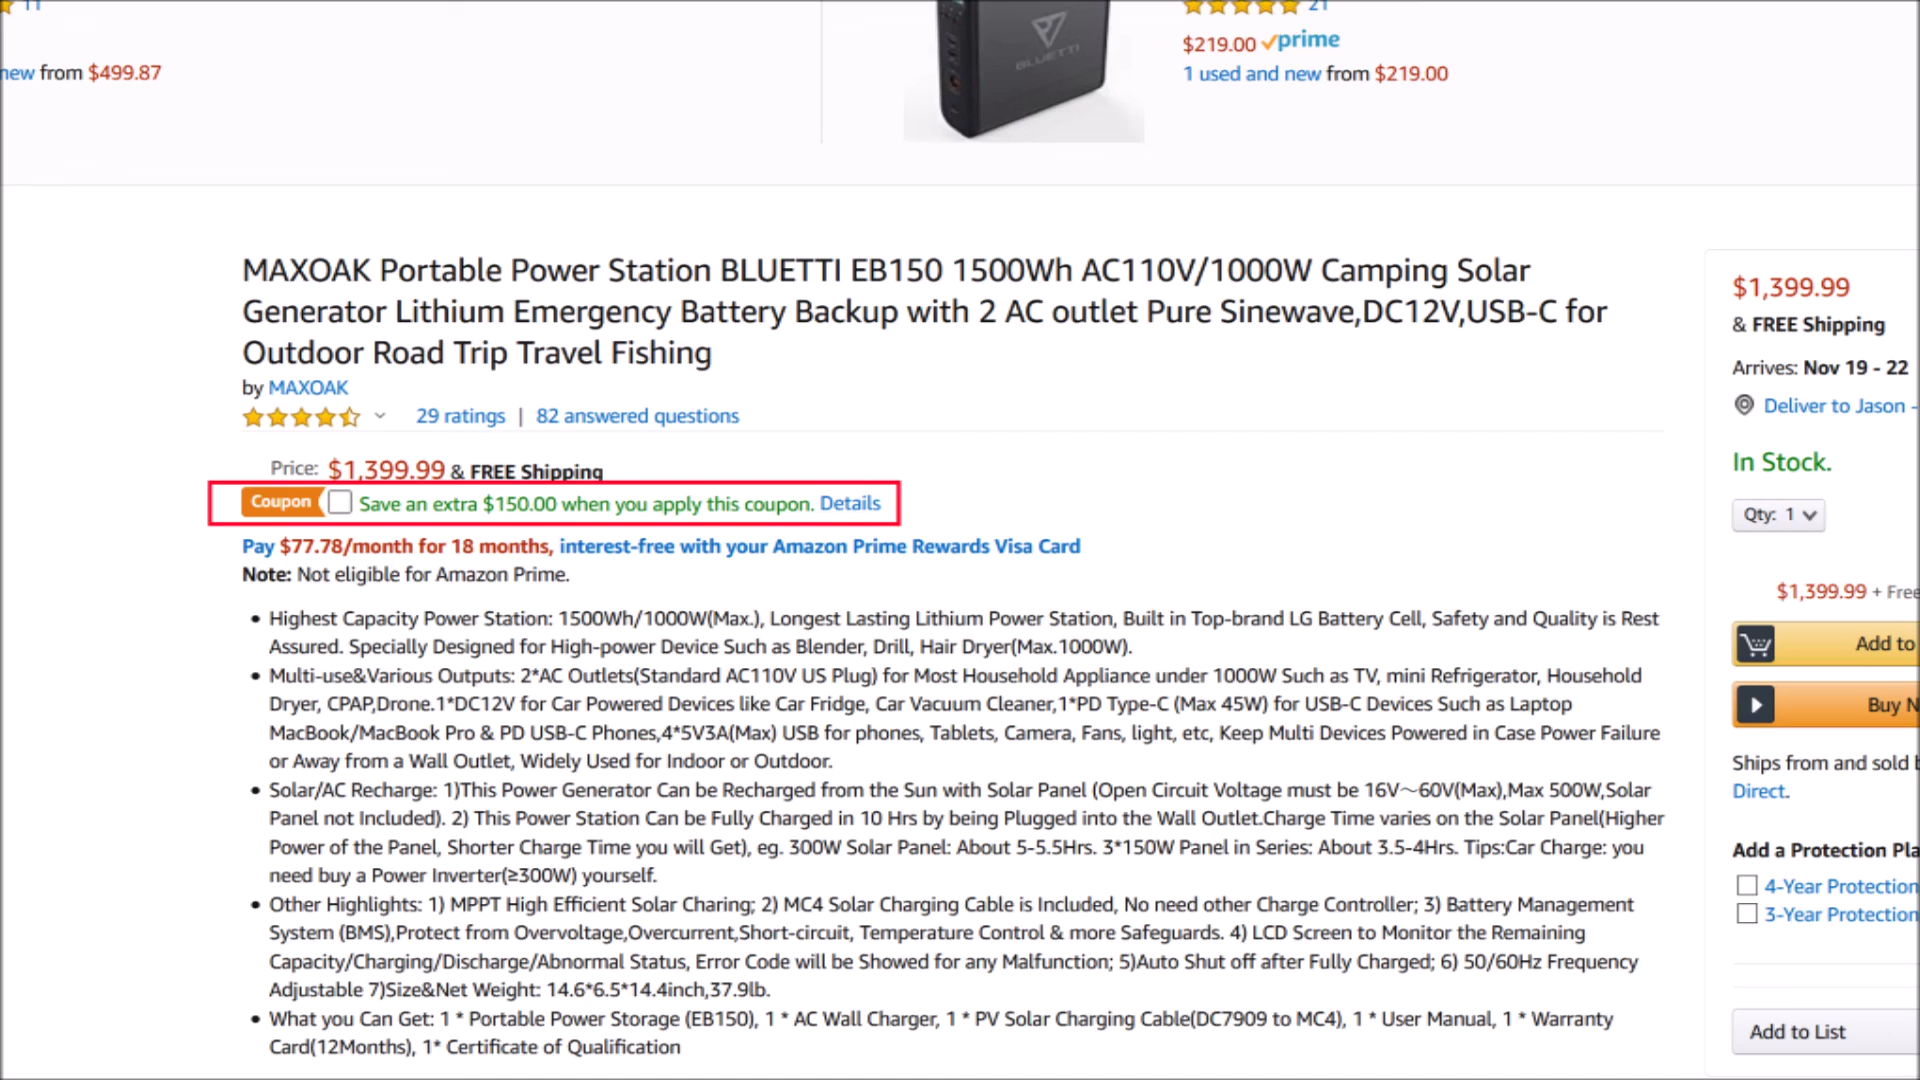 11
new from $499.87
BLUETTI
21
$219.00 prime
1 used and new from $219.00
MAXOAK Portable Power Station BLUETTI EB150 1500Wh AC110V/1000W Camping Solar
Generator Lithium Emergency Battery Backup with 2 AC outlet Pure Sinewave,DC12V,USB-C for
Outdoor Road Trip Travel Fishing
by MAXOAK
29 ratings | 82 answered questions
Price: $1,399.99 & FREE Shipping
Coupon Save an extra $150.00 when you apply this coupon. Details
Pay $77.78/month for 18 months, interest-free with your Amazon Prime Rewards Visa Card
Note: Not eligible for Amazon Prime.
• Highest Capacity Power Station: 1500Wh/1000W(Max.), Longest Lasting Lithium Power Station, Built in Top-brand LG Battery Cell, Safety and Quality is Rest
Assured. Specially Designed for High-power Device Such as Blender, Drill, Hair Dryer(Max.1000W).
• Multi-use&Various Outputs: 2*AC Outlets(Standard AC110V US Plug) for Most Household Appliance under 1000W Such as TV, mini Refrigerator, Household
Dryer, CPAP,Drone.1*DC12V for Car Powered Devices like Car Fridge, Car Vacuum Cleaner,1*PD Type-C (Max 45W) for USB-C Devices Such as Laptop
MacBook/MacBook Pro & PD USB-C Phones,4*5V3A(Max) USB for phones, Tablets, Camera, Fans, light, etc, Keep Multi Devices Powered in Case Power Failure
or Away from a Wall Outlet, Widely Used for Indoor or Outdoor.
• Solar/AC Recharge: 1)This Power Generator Can be Recharged from the Sun with Solar Panel (Open Circuit Voltage must be 16V～60V(Max),Max 500W,Solar
Panel not Included). 2) This Power Station Can be Fully Charged in 10 Hrs by being Plugged into the Wall Outlet.Charge Time varies on the Solar Panel(Higher
Power of the Panel, Shorter Charge Time you will Get), eg. 300W Solar Panel: About 5-5.5Hrs. 3*150W Panel in Series: About 3.5-4Hrs. Tips:Car Charge: you
need buy a Power Inverter(≥300W) yourself.
• Other Highlights: 1) MPPT High Efficient Solar Charing; 2) MC4 Solar Charging Cable is Included, No need other Charge Controller; 3) Battery Management
System (BMS),Protect from Overvoltage,Overcurrent,Short-circuit, Temperature Control & more Safeguards. 4) LCD Screen to Monitor the Remaining
Capacity/Charging/Discharge/Abnormal Status, Error Code will be Showed for any Malfunction; 5)Auto Shut off after Fully Charged; 6) 50/60Hz Frequency
Adjustable 7)Size&Net Weight: 14.6*6.5*14.4inch,37.9lb.
• What you Can Get: 1 * Portable Power Storage (EB150), 1 * AC Wall Charger, 1 * PV Solar Charging Cable(DC7909 to MC4), 1 * User Manual, 1 * Warranty
Card(12Months), 1* Certificate of Qualification
$1,399.99
& FREE Shipping
Arrives: Nov 19 - 22
Deliver to Jason -
In Stock.
Qty: 1
$1,399.99 + Free
Add to
Buy N
Ships from and sold b
Direct.
Add a Protection Pla
4-Year Protection
3-Year Protection
Add to List